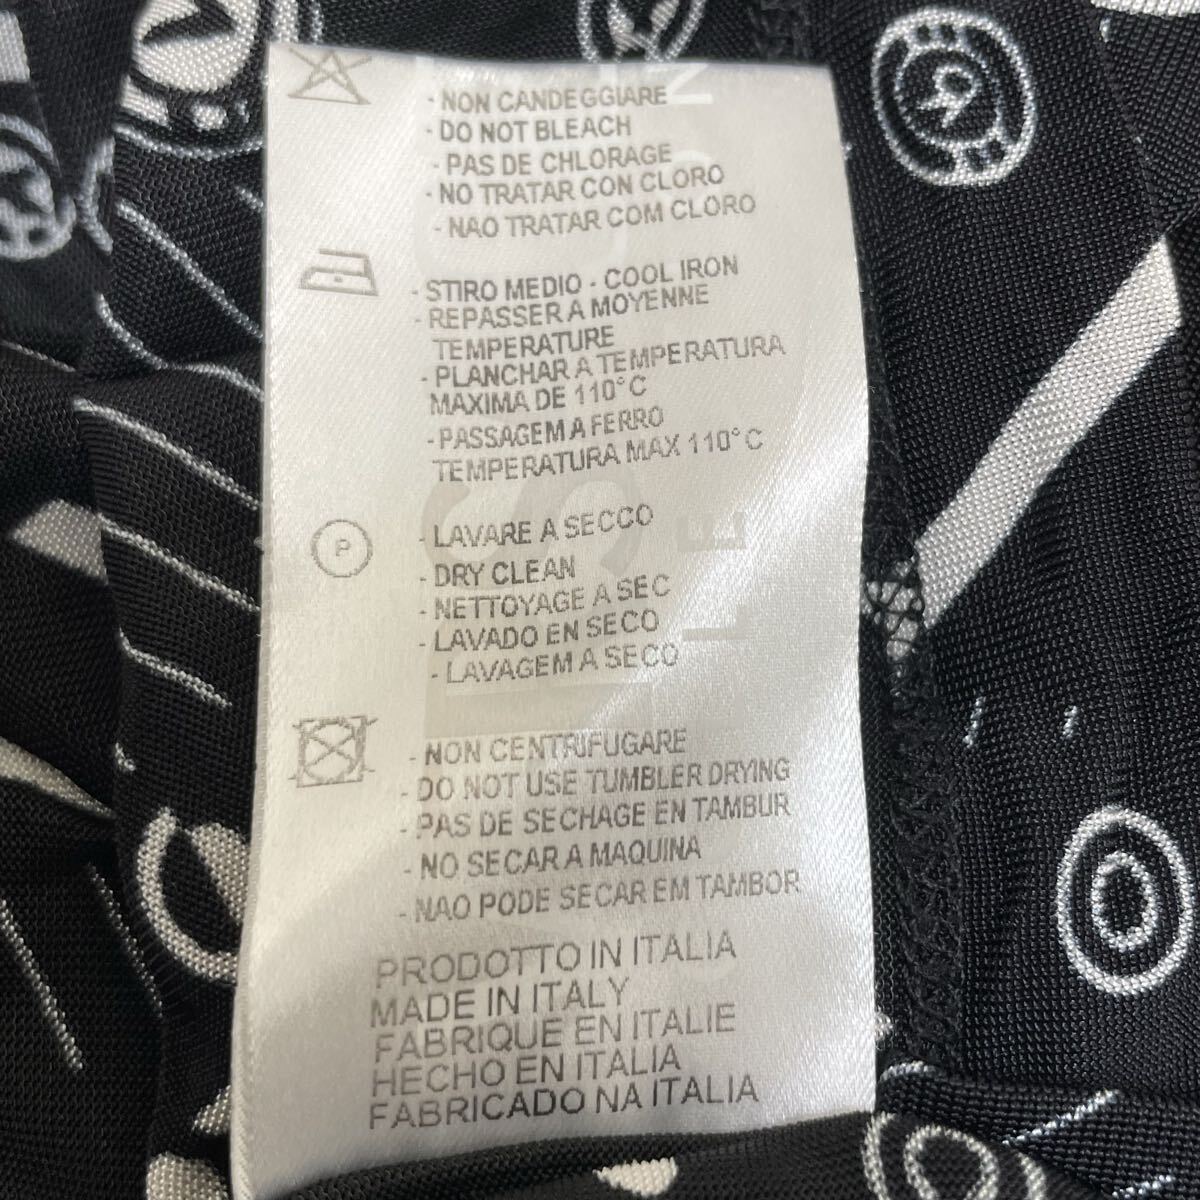 - NON CANDEGGIARE
- DO NOT BLEACH
- PAS DE CHLORAGE
- NO TRATAR CON CLORO
- NAO TRATAR COM CLORO
- STIRO MEDIO - COOL IRON
- REPASSER A MOYENNE
TEMPERATURE
- PLANCHAR A TEMPERATURA
MAXIMA DE 110°C
- PASSAGEM A FERRO
TEMPERATURA MAX 110°C
P
- LAVARE A SECCO
- DRY CLEAN
- NETTOYAGE A SEC
- LAVADO EN SECO
- LAVAGEM A SECO
- NON CENTRIFUGARE
- DO NOT USE TUMBLER DRYING
- PAS DE SECHAGE EN TAMBUR
- NO SECAR A MAQUINA
- NAO PODE SECAR EM TAMBOR
PRODOTTO IN ITALIA
MADE IN ITALY
FABRIQUE EN ITALIE
HECHO EN ITALIA
FABRICADO NA ITALIA